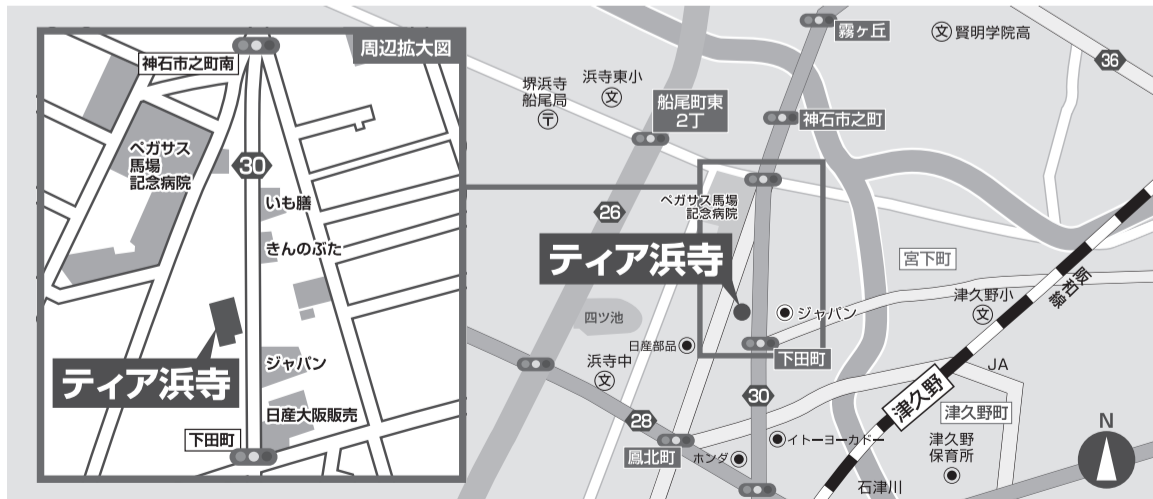 周辺拡大図
神石市之町南
ペガサス
馬場
記念病院
30
いも膳
きんのぶた
ティア浜寺
ジャパン
日産大阪販売
下田町
霧ヶ丘
文
賢明学院高
36
堺浜寺
船尾局
〒
浜寺東小
文
船尾町東
2丁
神石市之町
26
ペガサス馬場
記念病院
ティア浜寺
宮下町
阪和線
津久野小
文
四ツ池
ジャパン
日産部品
下田町
浜寺中
文
JA
30
津久野
津久野町
28
イトーヨーカドー
鳳北町
ホンダ
津久野
保育所
石津川
N